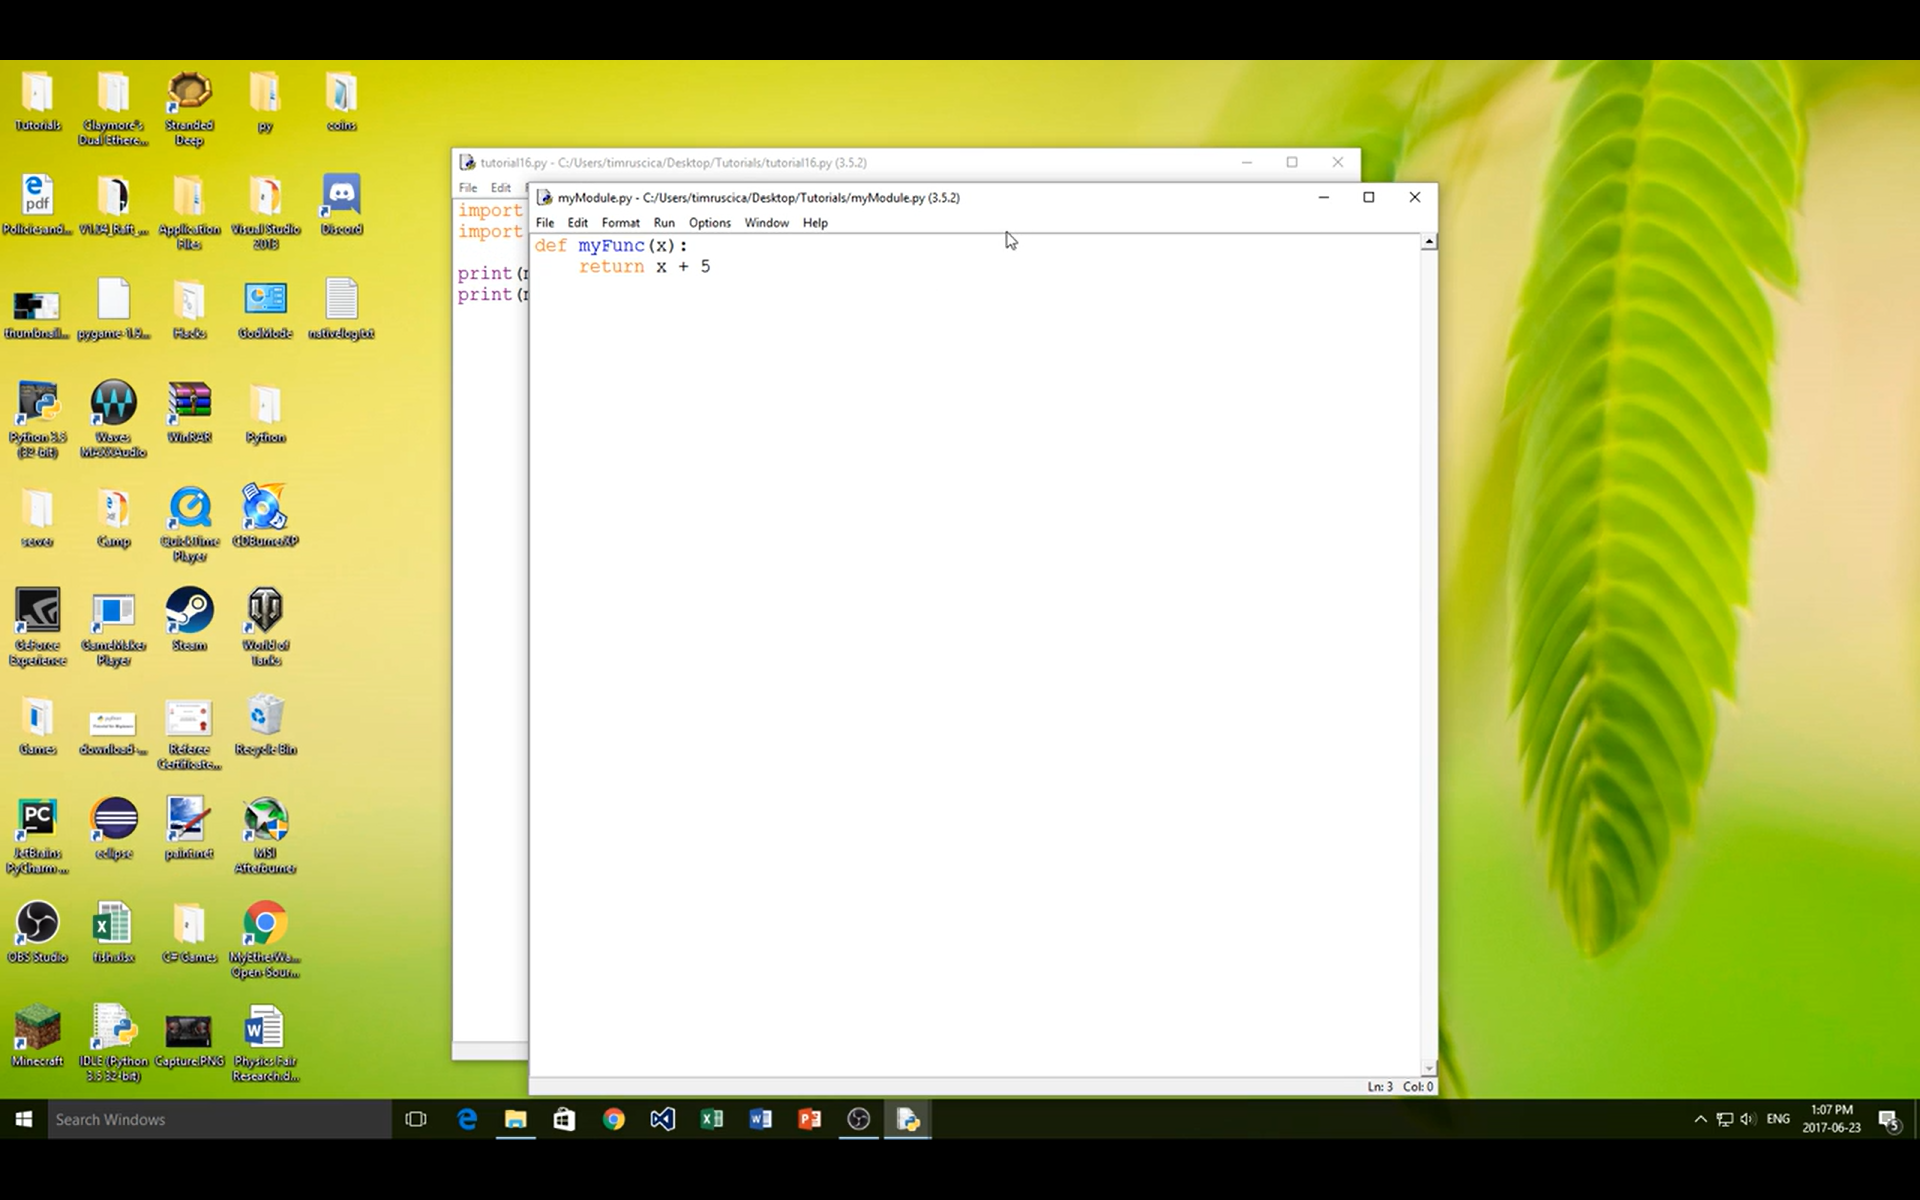 Tutorials
Claymore's
Dual Ethere...
Stranded
Deep
py
coins
Policies and...
V1.04_Raft_...
Application
Files
Visual Studio
2013
Discord
thumbnail...
pygame-1.9...
Hacks
GodMode
nativelog.txt
Python 3.5
(32-bit)
Waves
MAXXAudio
WinRAR
Python
server
Camp
QuickTime
Player
CDBurnerXP
GeForce
Experience
GameMaker
Player
Steam
World of
Tanks
Games
download-...
Referee
Certificate...
Recycle Bin
JetBrains
PyCharm ...
eclipse
paint.net
MSI
Afterburner
OBS Studio
fish.xlsx
C# Games
MyEtherWa...
Open-Sour...
Minecraft
IDLE (Python
3.5 32-bit)
Capture.PNG
Physics Fair
Research.d...
tutorial16.py - C:/Users/timruscica/Desktop/Tutorials/tutorial16.py (3.5.2)
File Edit
import
import
print(
print(
myModule.py - C:/Users/timruscica/Desktop/Tutorials/myModule.py (3.5.2)
File Edit Format Run Options Window Help
def myFunc(x):
return x + 5
Ln: 3 Col: 0
Search Windows
ENG
1:07 PM
2017-06-23
5